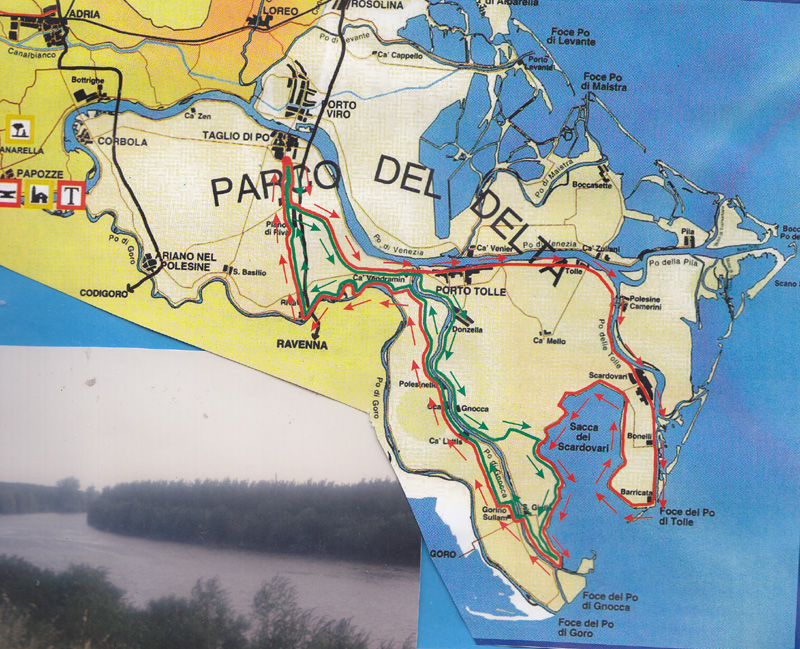 ADRIA
LOREO
ROSOLINA
di Albarella
Foce Po
di Levante
Canalbianco
Po di Levante
Ca' Cappello
Porto
Levante
Foce Po
di Maistra
Bottrighe
Ca' Zen
PORTO
VIRO
TAGLIO DI PO
CORBOLA
PAPOZZE
T
PARCO DEL DELTA
Po di Maistra
Boccasette
Pila
Po di Venezia
Ca' Venier
Po di Venezia
Ca' Zuliani
Po della Pila
Tolle
Po di Goro
ARIANO NEL
POLESINE
S. Basilio
CODIGORO
Ca' Vendramin
PORTO TOLLE
Polesine
Camerini
RAVENNA
Donzella
Ca' Mello
Po delle Tolle
Scardovari
Po di Goro
Gnocca
Sacca
dei
Scardovari
Bonelli
Po di Gnocca
Barricata
Foce del Po
di Tolle
Gorino
Sullam
GORO
Foce del Po
di Gnocca
Foce del Po
di Goro